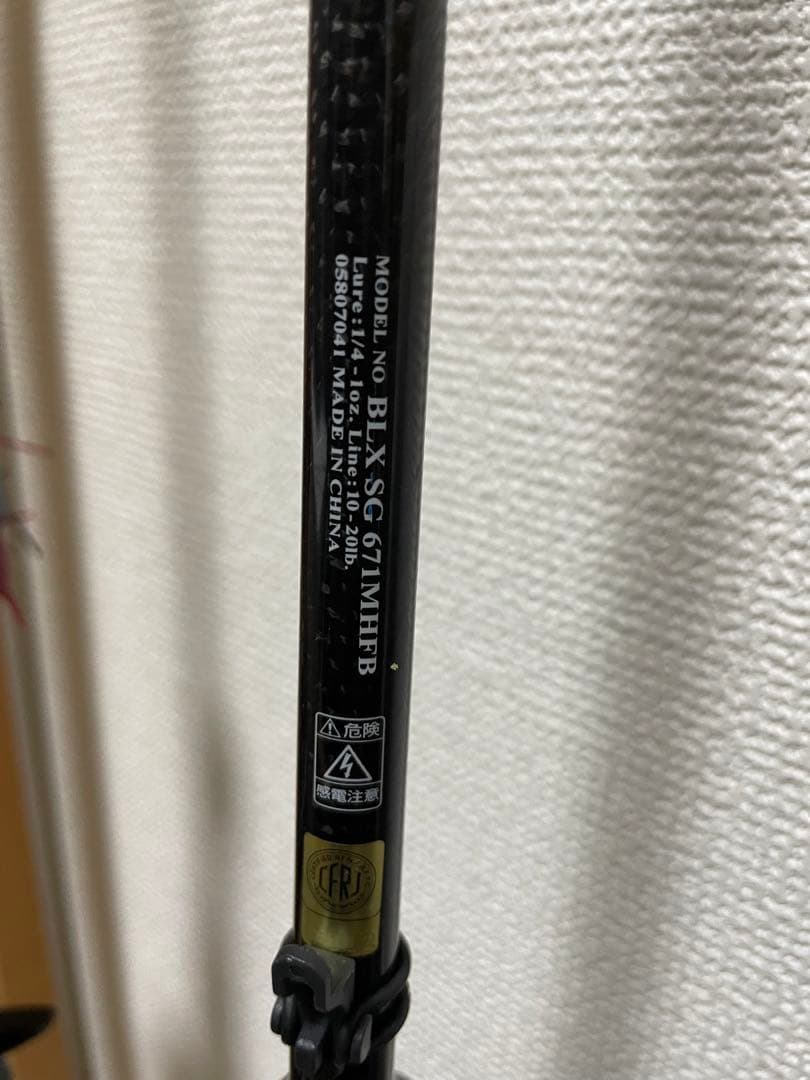 MODEL NO BLX SG 671MHFB
Lure:1/4-1oz. Line:10-20lb.
05807041 MADE IN CHINA
危険
感電注意
CFRJ